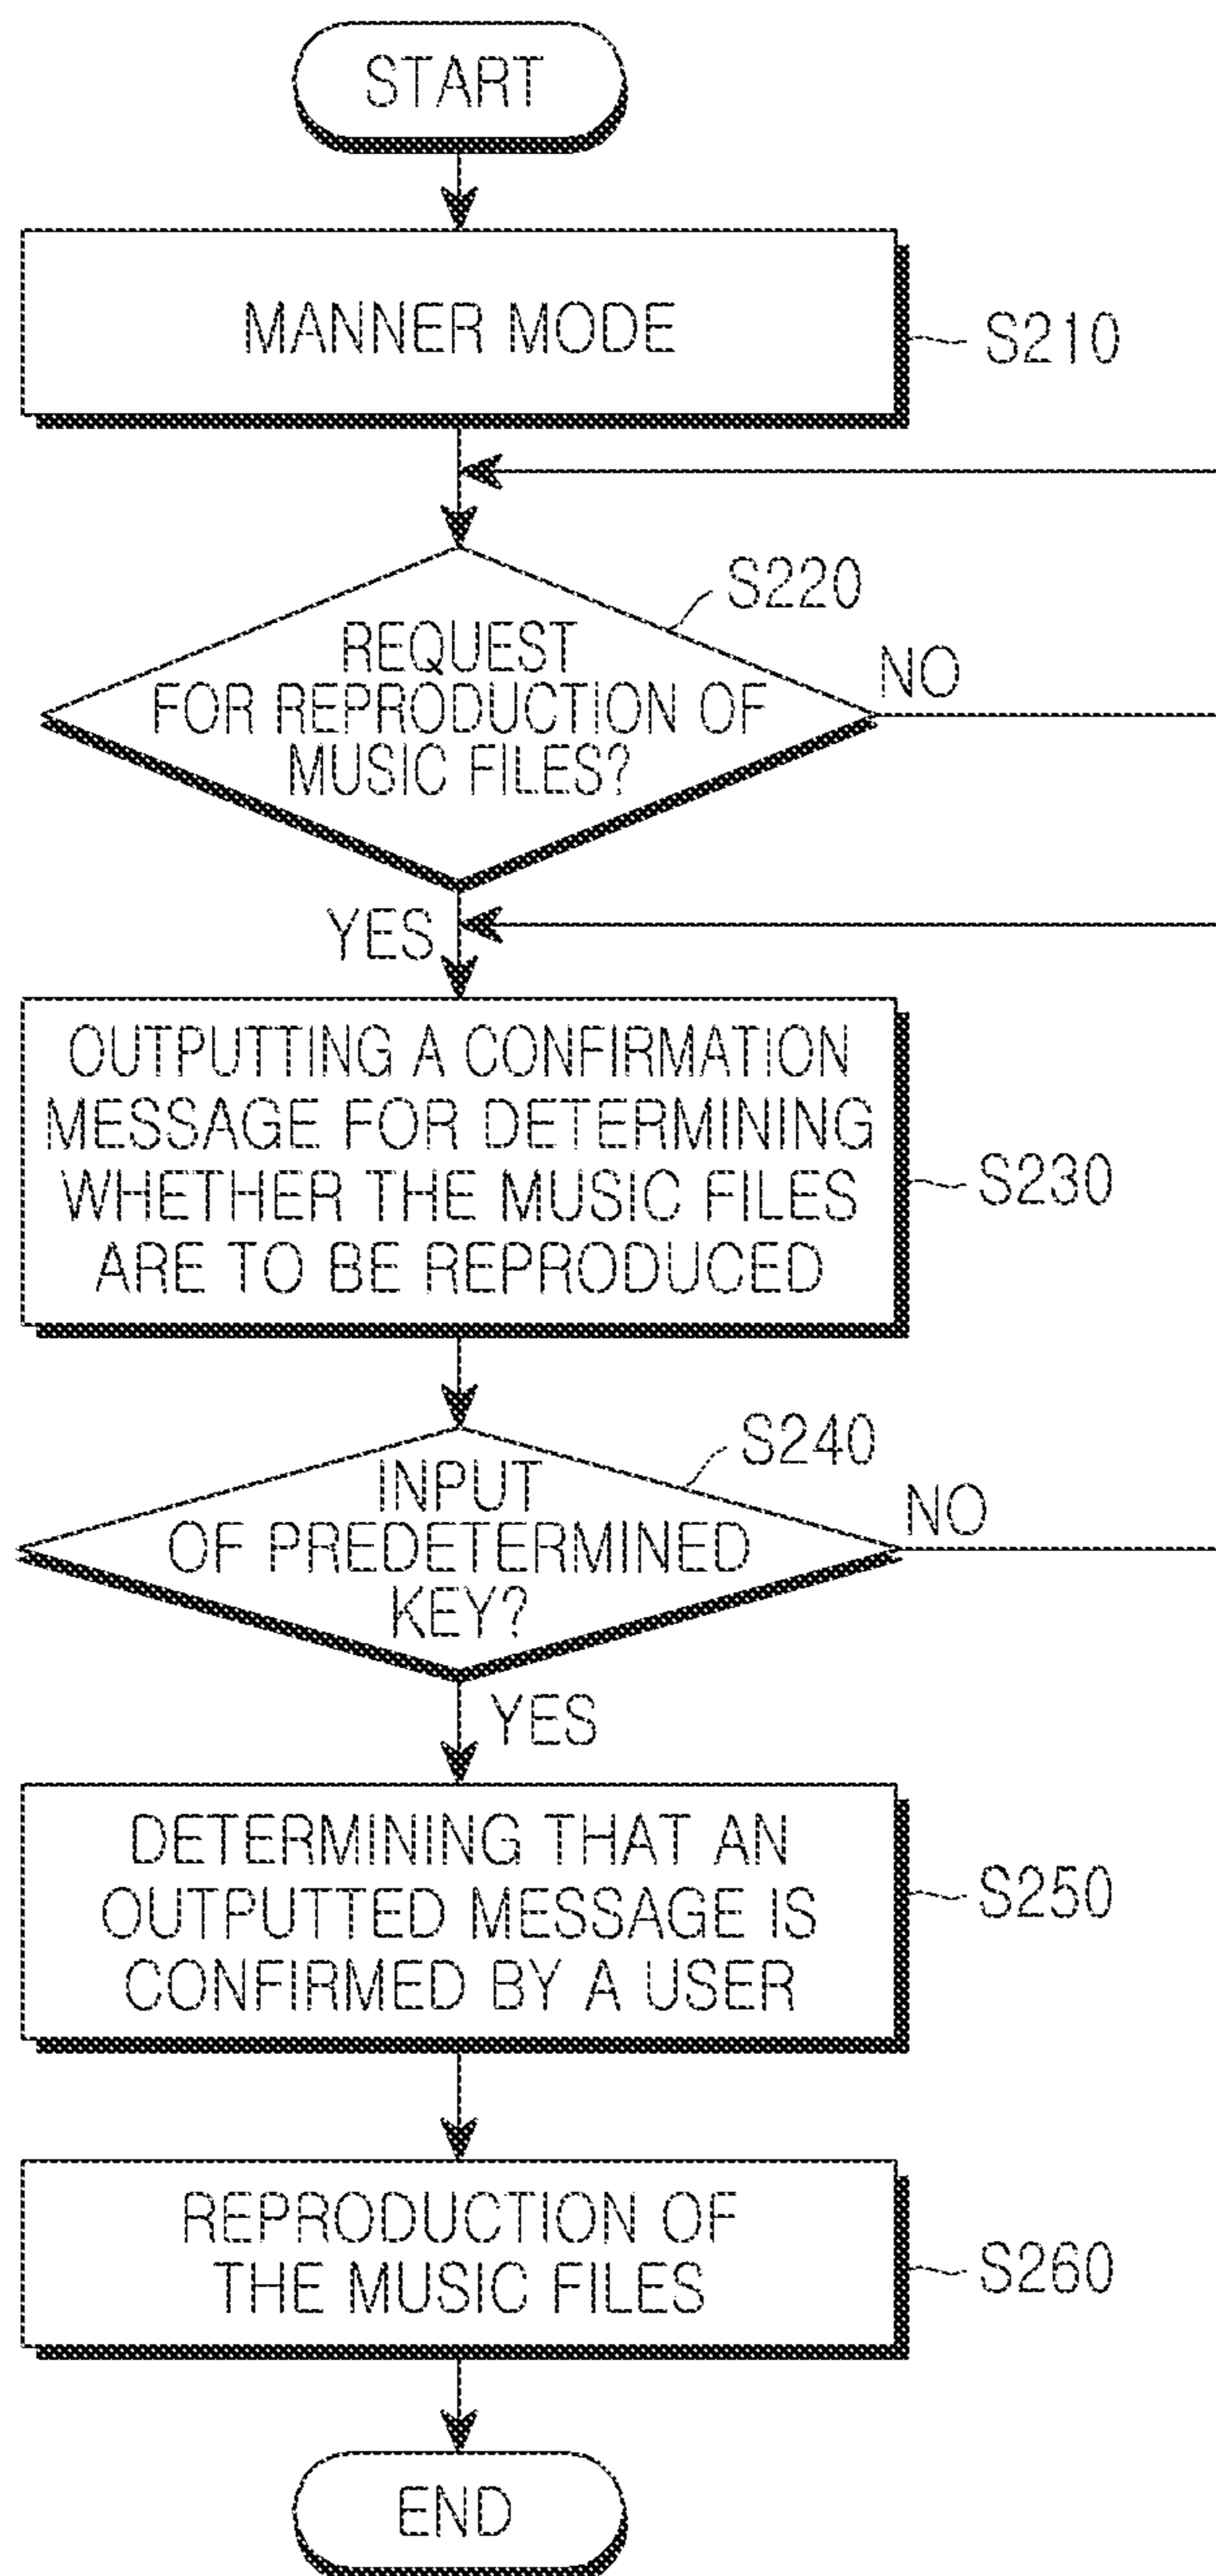 START
MANNER MODE
S210
S220
REQUEST
FOR REPRODUCTION OF
MUSIC FILES?
NO
YES
OUTPUTTING A CONFIRMATION
MESSAGE FOR DETERMINING
WHETHER THE MUSIC FILES
ARE TO BE REPRODUCED
S230
S240
INPUT
OF PREDETERMINED
KEY?
NO
YES
DETERMINING THAT AN
OUTPUTTED MESSAGE IS
CONFIRMED BY A USER
S250
REPRODUCTION OF
THE MUSIC FILES
S260
END